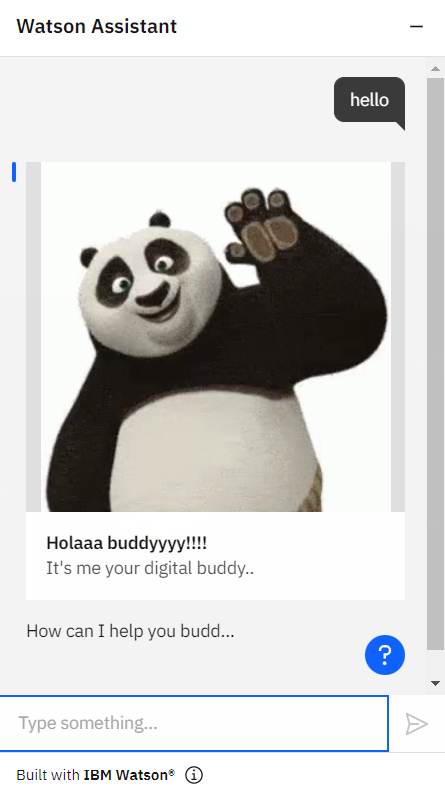 Watson Assistant
hello
Holaaa buddyyyy!!!!
It's me your digital buddy..
How can I help you budd...
?
Type something...
Built with IBM Watson®